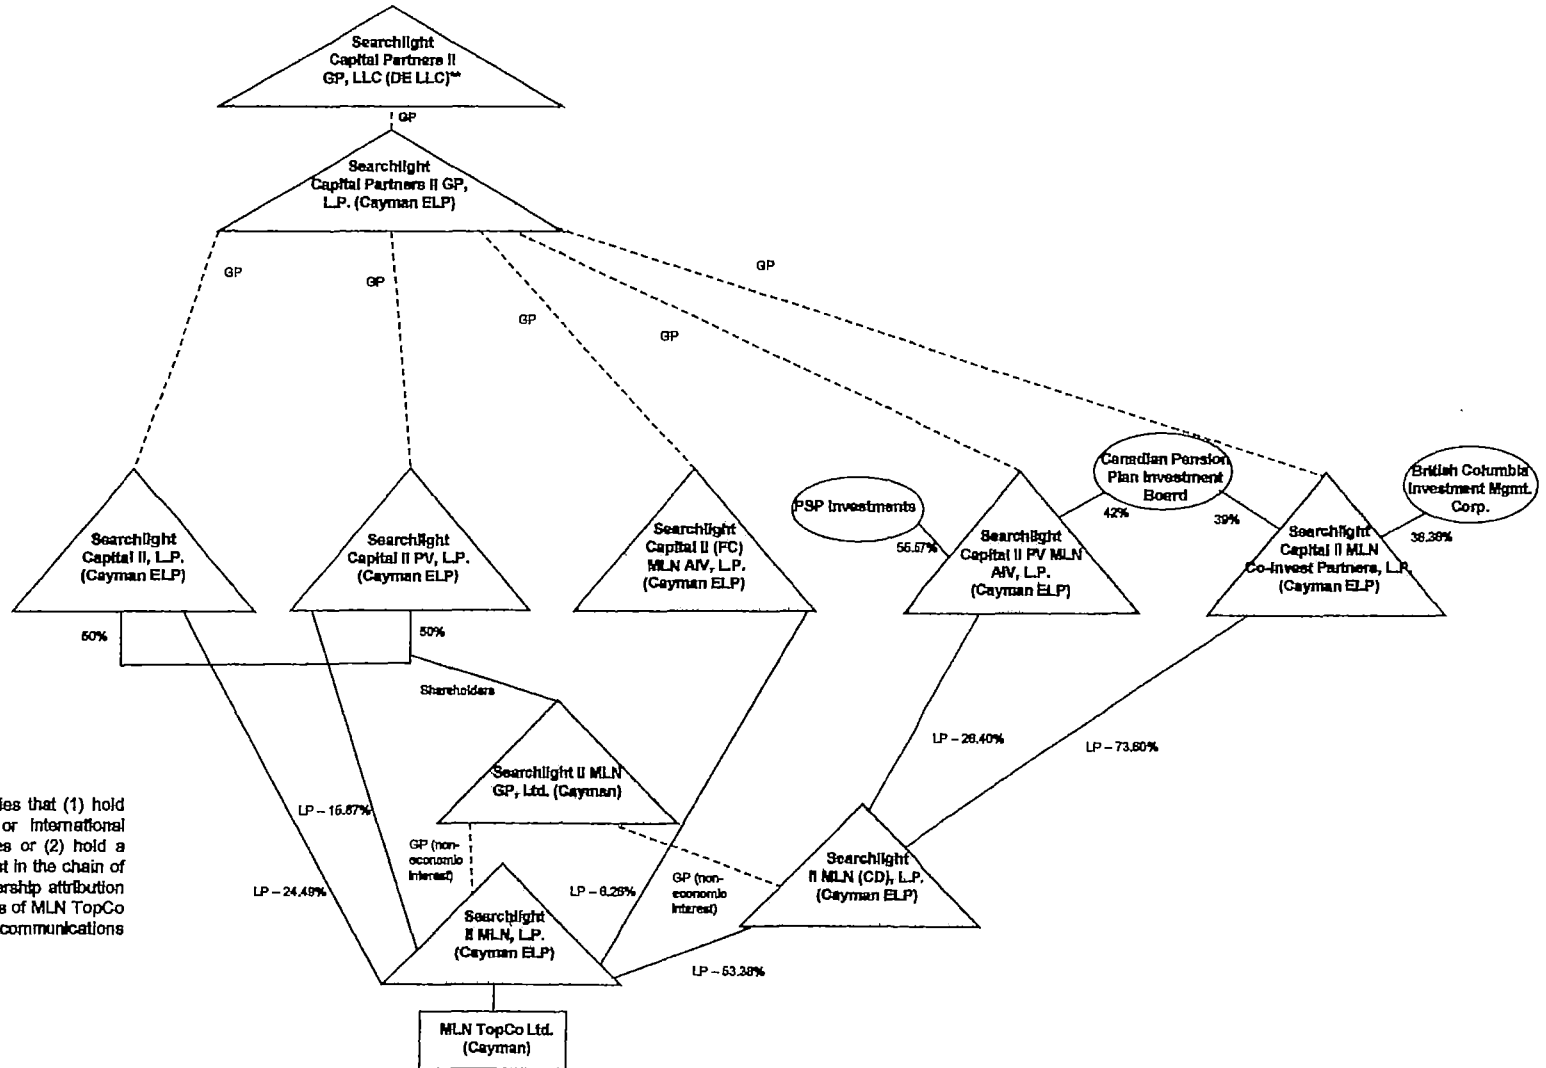 Searchlight
Capital Partners II
GP, LLC (DE LLC)**
GP
Searchlight
Capital Partners II GP,
L.P. (Cayman ELP)
GP
GP
GP
GP
GP
Searchlight
Capital II, L.P.
(Cayman ELP)
Searchlight
Capital II PV, L.P.
(Cayman ELP)
Searchlight
Capital II (FC)
MLN AIV, L.P.
(Cayman ELP)
PSP Investments
Canadian Pension
Plan Investment
Board
British Columbia
Investment Mgmt.
Corp.
42%
39%
Searchlight
Capital II PV MLN
AIV, L.P.
(Cayman ELP)
Searchlight
Capital II MLN
Co-Invest Partners, L.P.
(Cayman ELP)
50%
50%
Shareholders
Searchlight II MLN
GP, Ltd. (Cayman)
LP – 26.40%
LP – 73.60%
ies that (1) hold
or International
es or (2) hold a
st in the chain of
ership attribution
s of MLN TopCo
communications
LP – 15.87%
GP (non-
economic
interest)
LP – 24.49%
LP – 6.26%
GP (non-
economic
interest)
Searchlight
II MLN (CD), L.P.
(Cayman ELP)
Searchlight
II MLN, L.P.
(Cayman ELP)
LP – 53.38%
MLN TopCo Ltd.
(Cayman)